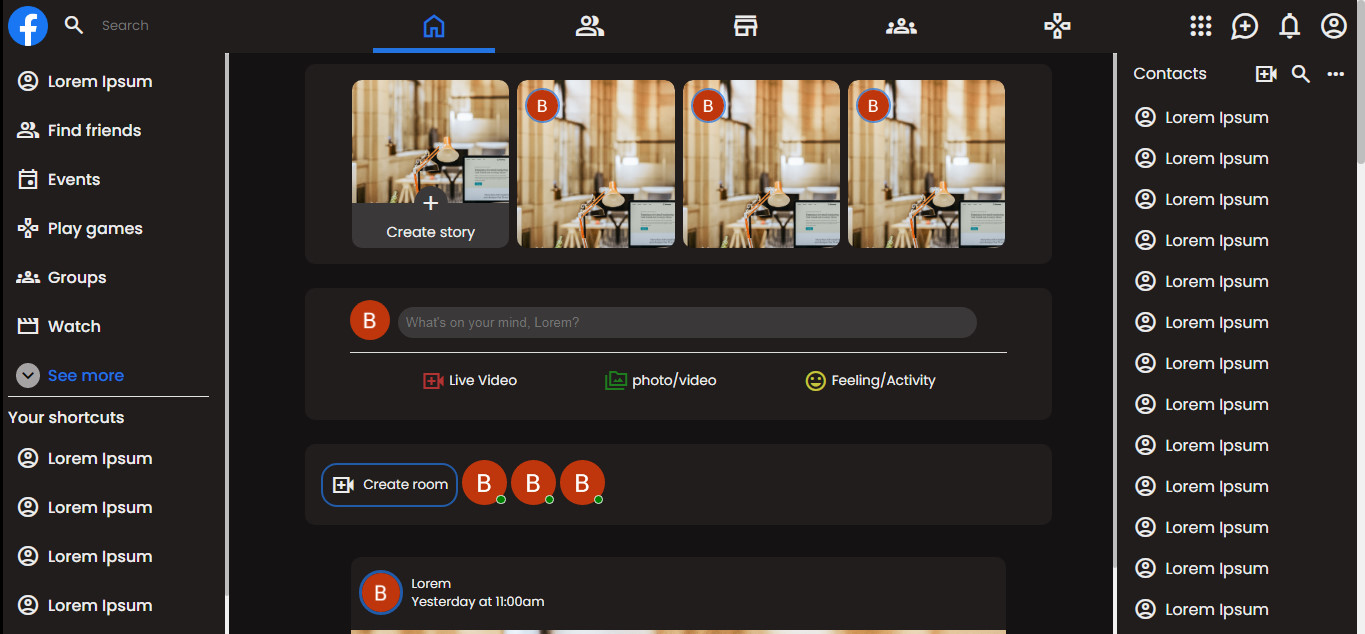 Search
Lorem Ipsum
Find friends
Events
Play games
Groups
Watch
See more
Your shortcuts
Lorem Ipsum
Lorem Ipsum
Lorem Ipsum
Lorem Ipsum
Create story
B
B
B
B
What's on your mind, Lorem?
Live Video
photo/video
Feeling/Activity
Create room
B
B
B
B
Lorem
Yesterday at 11:00am
Contacts
Lorem Ipsum
Lorem Ipsum
Lorem Ipsum
Lorem Ipsum
Lorem Ipsum
Lorem Ipsum
Lorem Ipsum
Lorem Ipsum
Lorem Ipsum
Lorem Ipsum
Lorem Ipsum
Lorem Ipsum
Lorem Ipsum